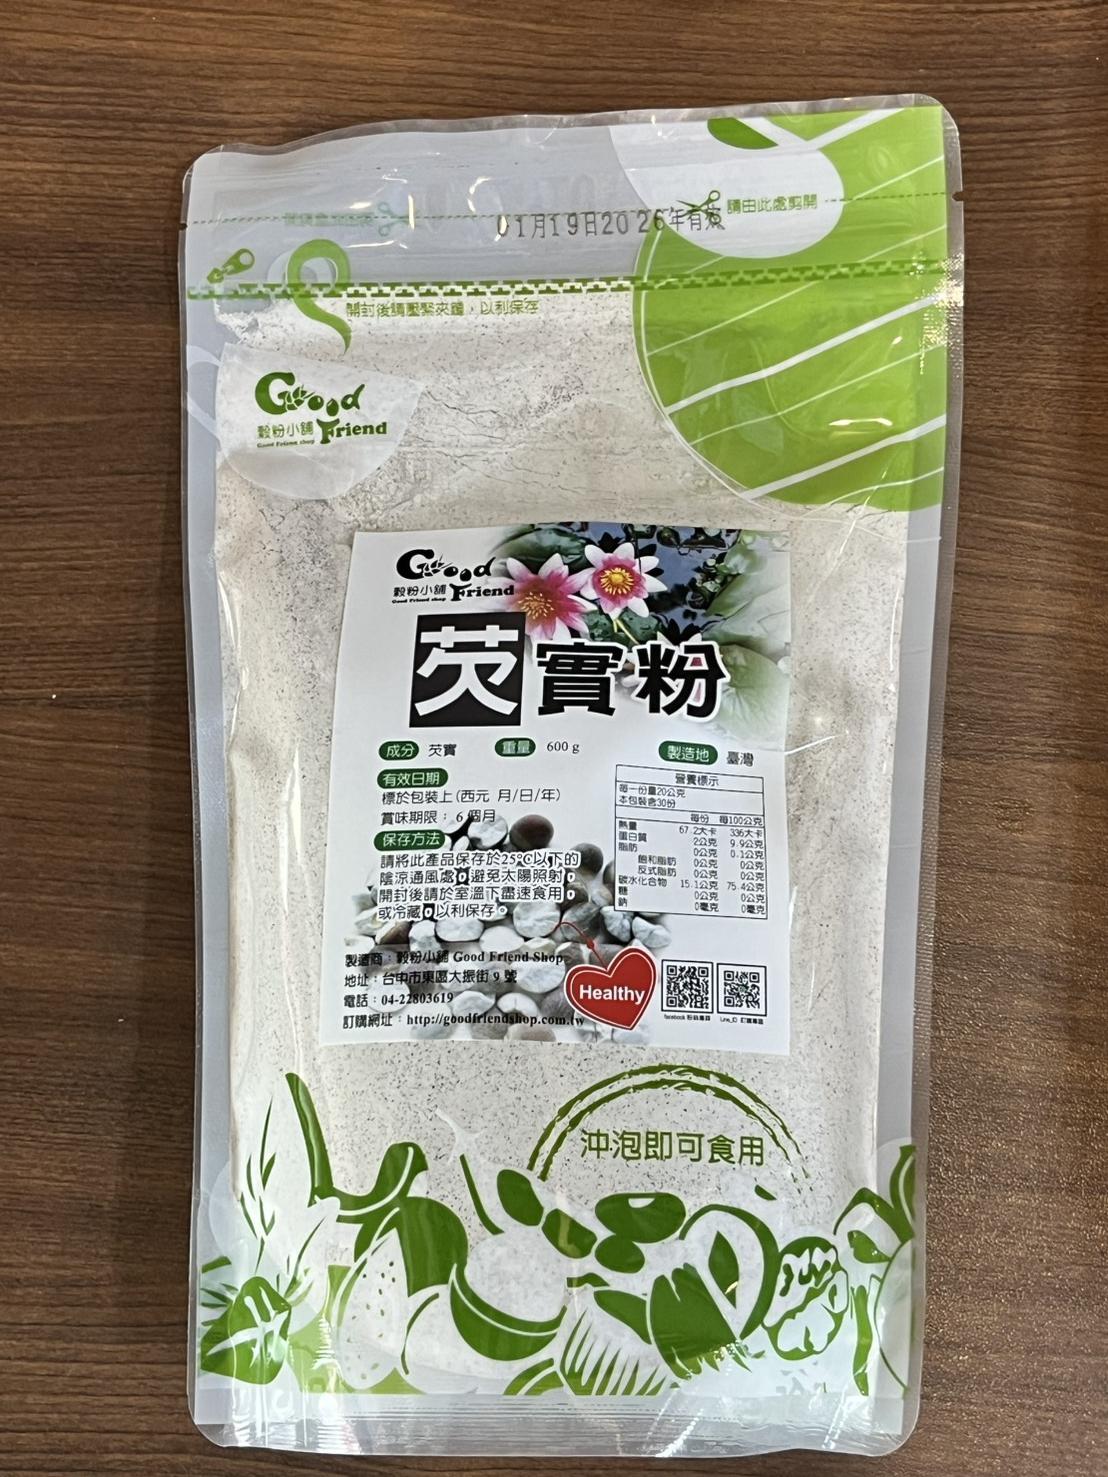 請由此處剪開
01月19日2026年有效
開封後請壓緊夾鏈，以利保存
Good
穀粉小舖 Friend
Good Friend shop
Good
穀粉小舖 Friend
Good Friend shop
芡實粉
成分 芡實 重量 600 g 製造地 臺灣
有效日期
標於包裝上(西元 月/日/年)
賞味期限：6 個月
保存方法
請將此產品保存於25°C以下的
陰涼通風處，避免太陽照射，
開封後請於室溫下盡速食用，
或冷藏，以利保存。
營養標示
每一份量20公克
本包裝含30份
每份 每100公克
熱量 67.2大卡 336大卡
蛋白質 2公克 9.9公克
脂肪 0公克 0.1公克
飽和脂肪 0公克 0公克
反式脂肪 0公克 0公克
碳水化合物 15.1公克 75.4公克
糖 0公克 0公克
鈉 0毫克 0毫克
製造商：穀粉小舖 Good Friend Shop
地址：台中市東區大振街 9 號
電話：04-22803619
訂購網址：http://goodfriendshop.com.tw
Healthy
facebook 粉絲專頁
Line_ID 訂購專區
沖泡即可食用